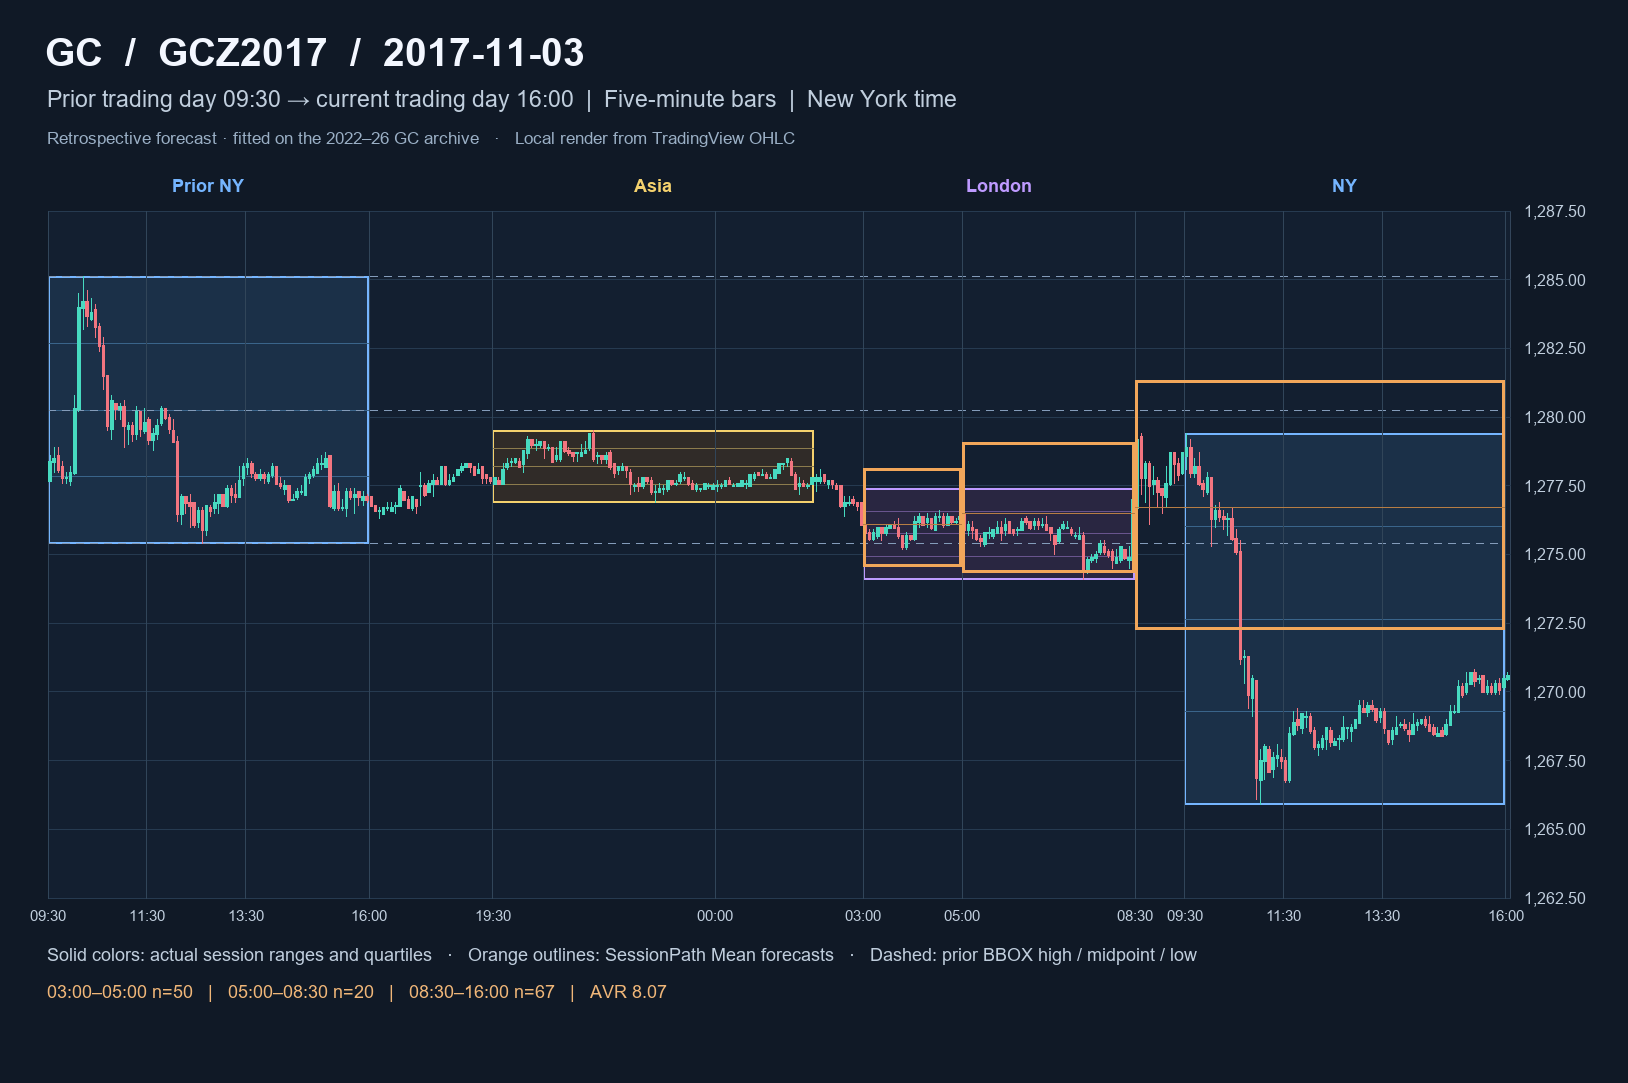 GC / GCZ2017 / 2017-11-03
Prior trading day 09:30 → current trading day 16:00 | Five-minute bars | New York time
Retrospective forecast · fitted on the 2022–26 GC archive · Local render from TradingView OHLC
Prior NY Asia London NY
1,287.50
1,285.00
1,282.50
1,280.00
1,277.50
1,275.00
1,272.50
1,270.00
1,267.50
1,265.00
1,262.50
09:30 11:30 13:30 16:00 19:30 00:00 03:00 05:00 08:30 09:30 11:30 13:30 16:00
Solid colors: actual session ranges and quartiles · Orange outlines: SessionPath Mean forecasts · Dashed: prior BBOX high / midpoint / low
03:00–05:00 n=50 | 05:00–08:30 n=20 | 08:30–16:00 n=67 | AVR 8.07